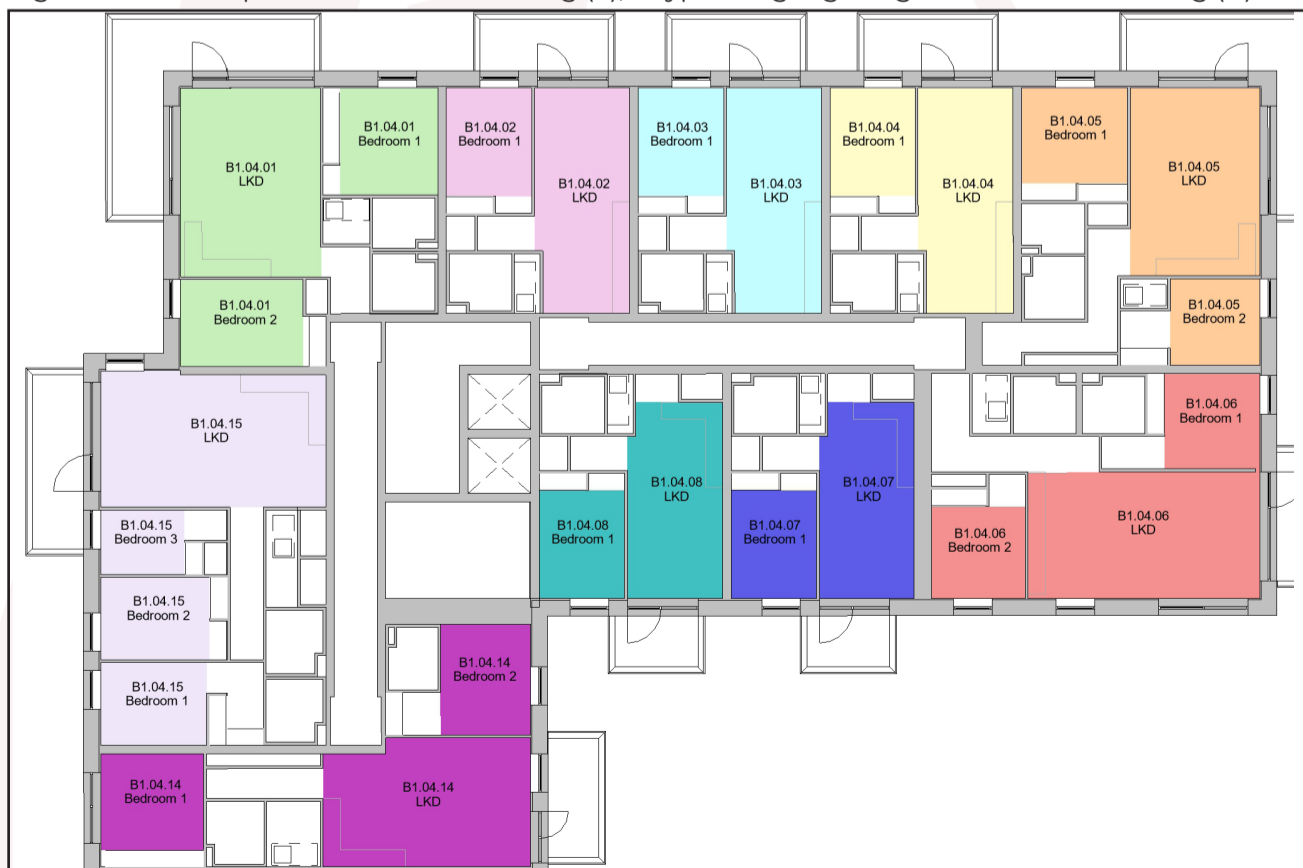 B1.04.01
Bedroom 1
B1.04.02
Bedroom 1
B1.04.03
Bedroom 1
B1.04.04
Bedroom 1
B1.04.05
Bedroom 1
B1.04.01
LKD
B1.04.02
LKD
B1.04.03
LKD
B1.04.04
LKD
B1.04.05
LKD
B1.04.01
Bedroom 2
B1.04.05
Bedroom 2
B1.04.15
LKD
B1.04.06
Bedroom 1
B1.04.08
LKD
B1.04.07
LKD
B1.04.15
Bedroom 3
B1.04.08
Bedroom 1
B1.04.07
Bedroom 1
B1.04.06
Bedroom 2
B1.04.06
LKD
B1.04.15
Bedroom 2
B1.04.14
Bedroom 2
B1.04.15
Bedroom 1
B1.04.14
Bedroom 1
B1.04.14
LKD